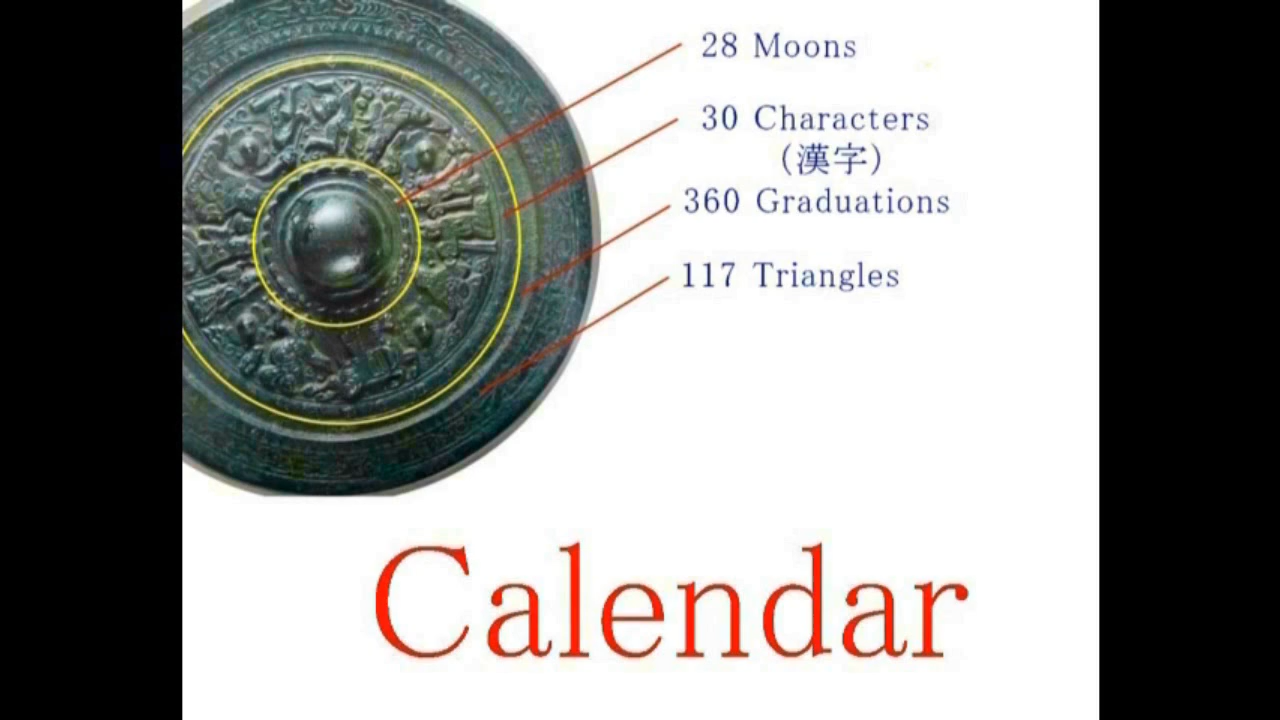 28 Moons
30 Characters
(漢字)
360 Graduations
117 Triangles
Calendar